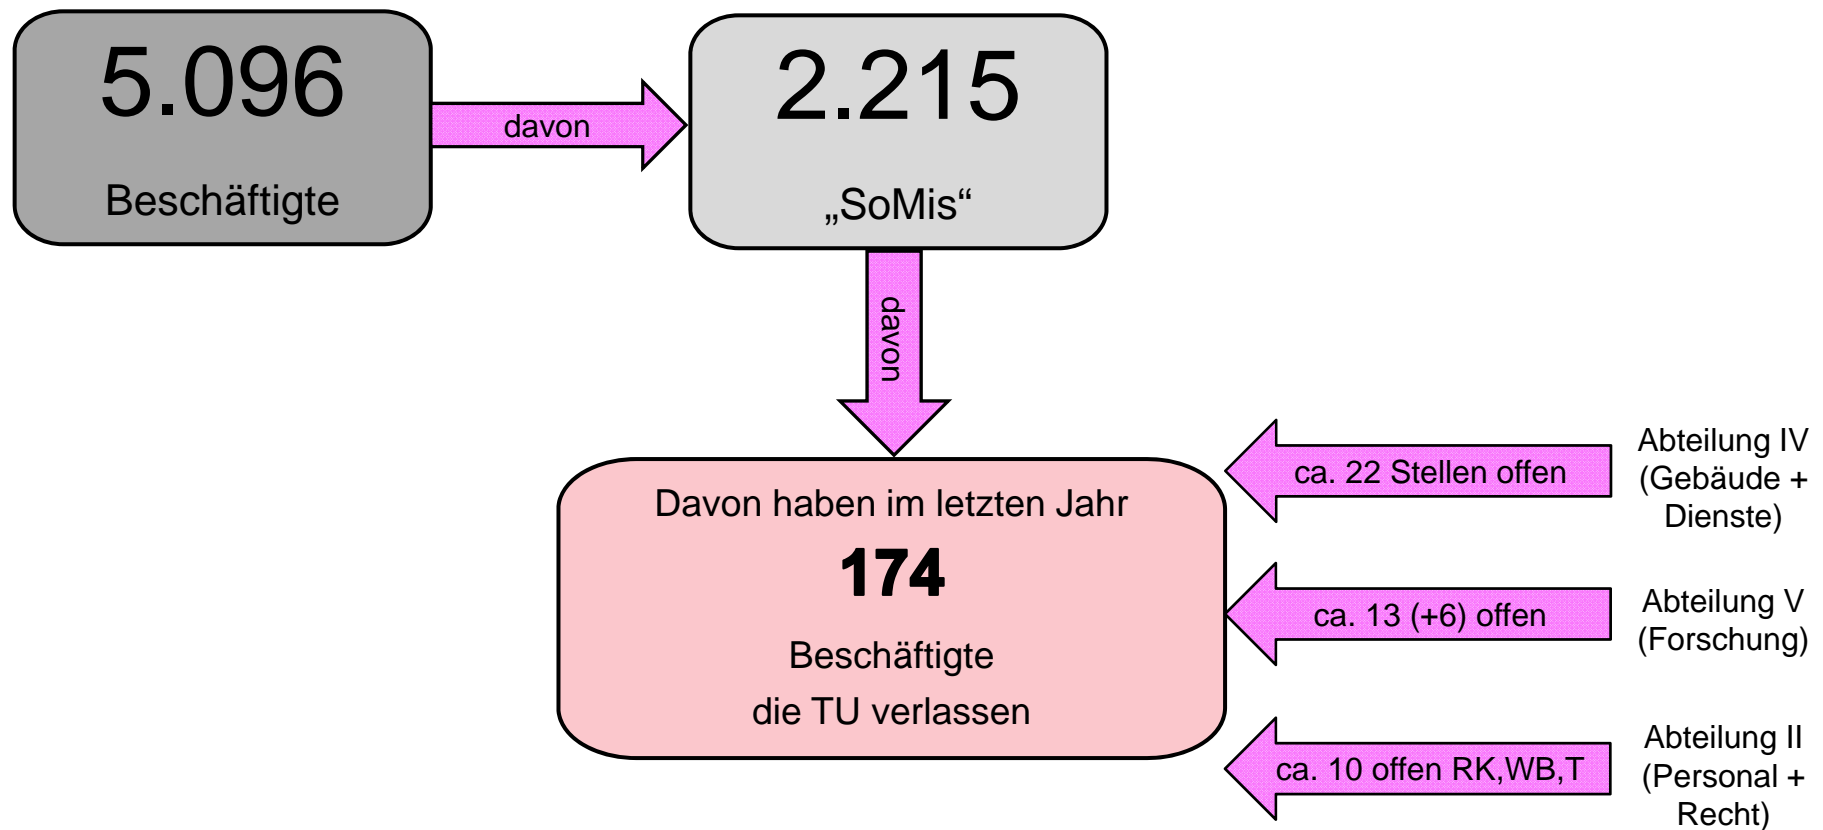 5.096
Beschäftigte
davon
2.215
„SoMis“
davon
Davon haben im letzten Jahr
174
Beschäftigte
die TU verlassen
ca. 22 Stellen offen
Abteilung IV
(Gebäude +
Dienste)
ca. 13 (+6) offen
Abteilung V
(Forschung)
ca. 10 offen RK,WB,T
Abteilung II
(Personal +
Recht)